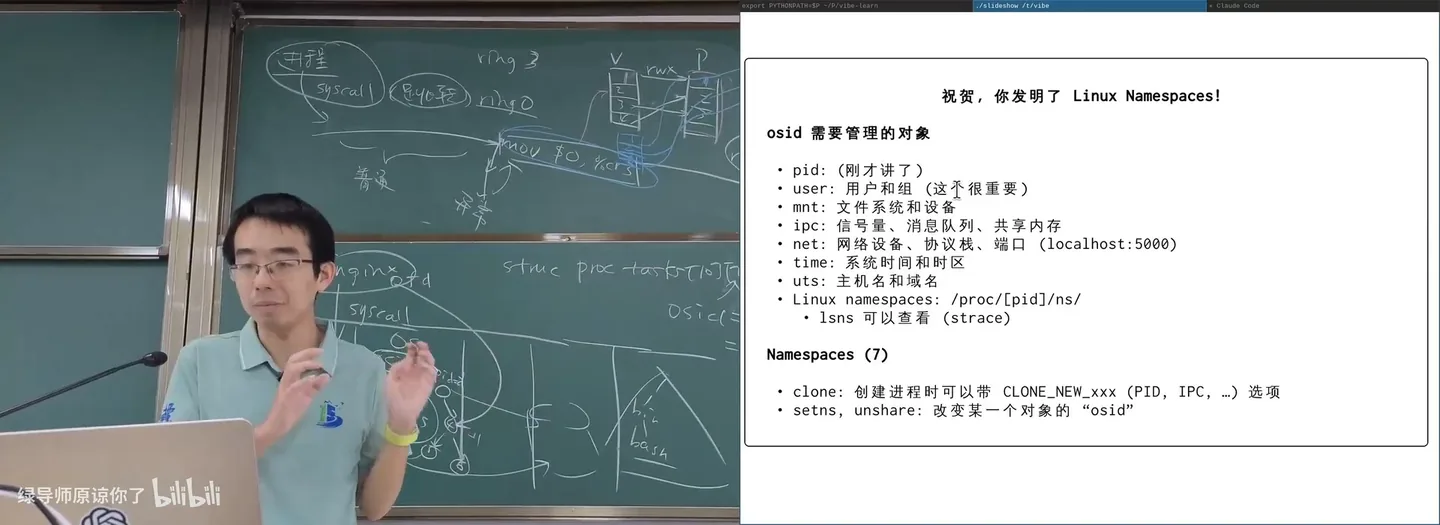 export PYTHONPATH=$P ~/P/vibe-learn
./slideshow /t/vibe
Claude Code
进程
syscall
ring 3
ring0
mov $0, %cr3
普通
V
rwx
P
nginx
syscall
struc proc tasks[10]
bin
bash
祝贺, 你发明了 Linux Namespaces!
osid 需要管理的对象
• pid: (刚才讲了)
• user: 用户和组 (这个很重要)
• mnt: 文件系统和设备
• ipc: 信号量、消息队列、共享内存
• net: 网络设备、协议栈、端口 (localhost:5000)
• time: 系统时间和时区
• uts: 主机名和域名
• Linux namespaces: /proc/[pid]/ns/
• lsns 可以查看 (strace)
Namespaces (7)
• clone: 创建进程时可以带 CLONE_NEW_xxx (PID, IPC, …) 选项
• setns, unshare: 改变某一个对象的 “osid”
绿导师原谅你了 bilibili